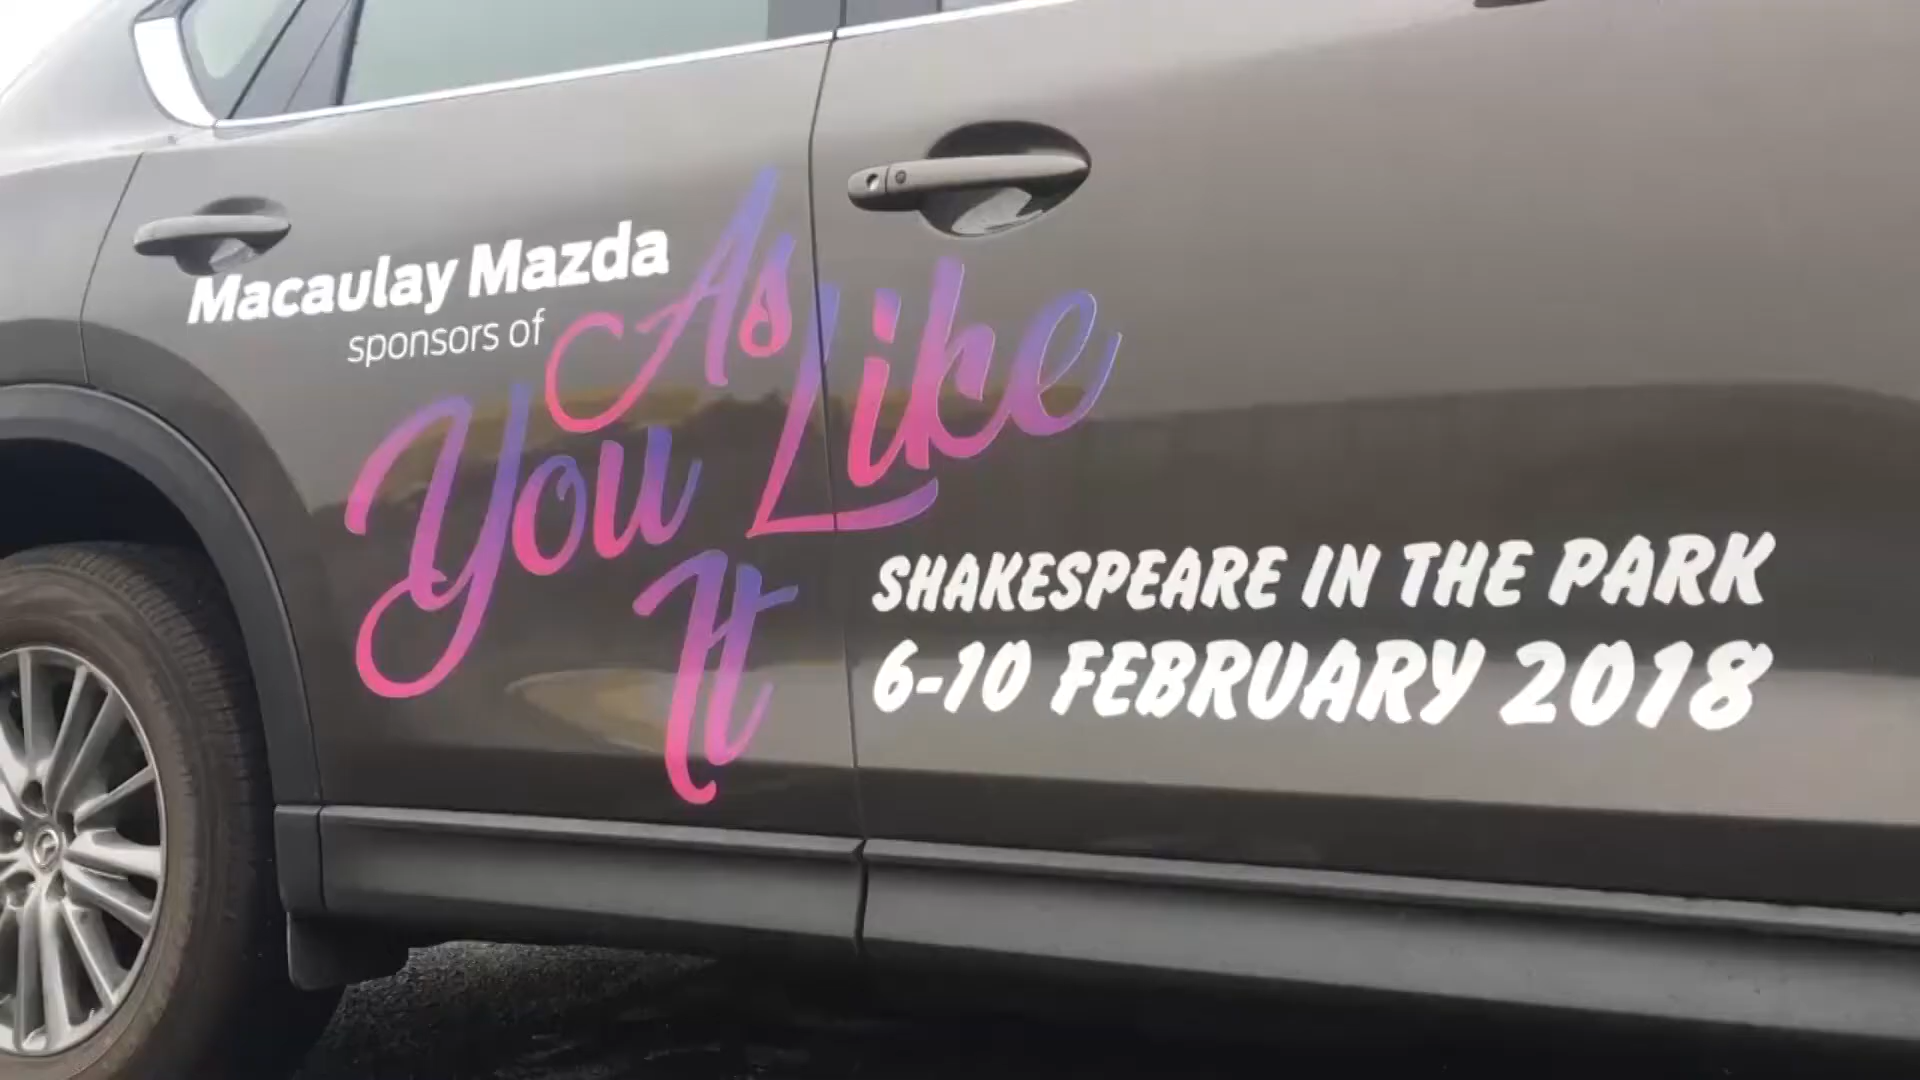 Macaulay Mazda
sponsors of
As
You Like
It
SHAKESPEARE IN THE PARK
6-10 FEBRUARY 2018